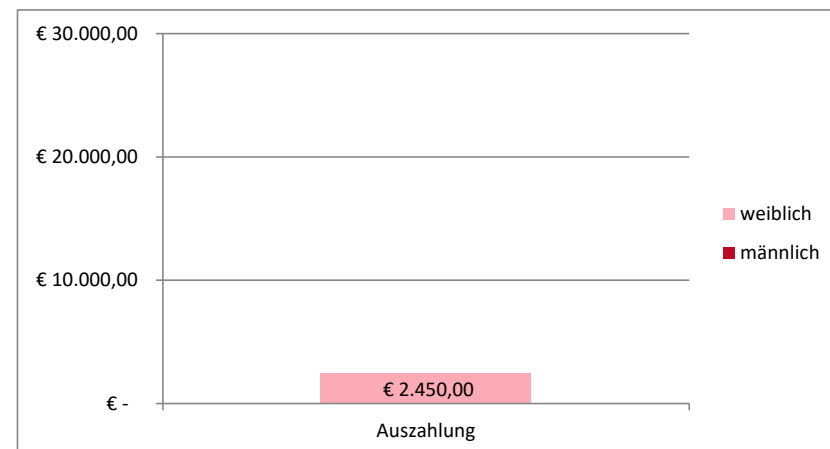 € 30.000,00
€ 20.000,00
weiblich
männlich
€ 10.000,00
€ 2.450,00
€ -
Auszahlung